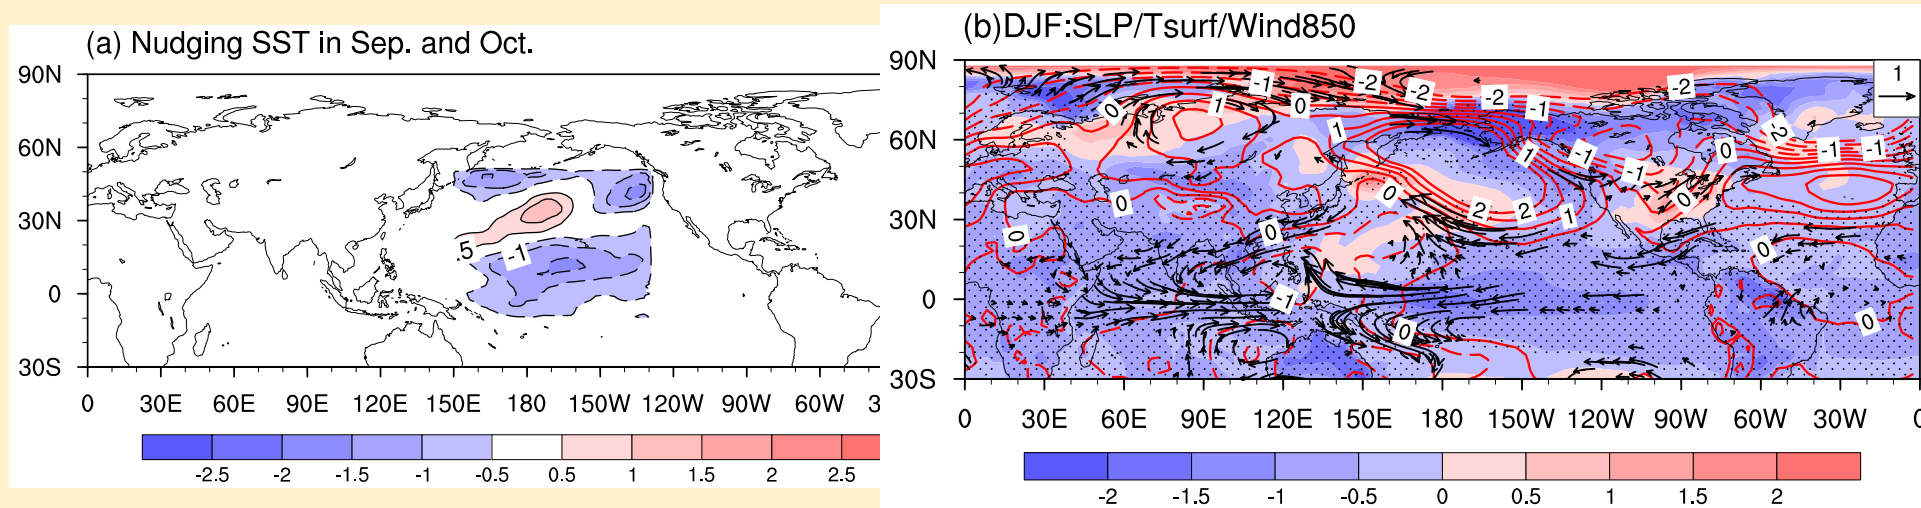 (a) Nudging SST in Sep. and Oct.
90N
60N
30N
0
30S
.5
-1
0 30E 60E 90E 120E 150E 180 150W 120W 90W 60W 3
-2.5 -2 -1.5 -1 -0.5 0.5 1 1.5 2 2.5
(b)DJF:SLP/Tsurf/Wind850
90N
60N
30N
0
30S
1
0 1 -1 0 -2 -2 -2 -1 -2
1 1 -1 -1 0 -2 -1 -1
0 0 2 2 1 0
0 0 0
-1 0 0
0 30E 60E 90E 120E 150E 180 150W 120W 90W 60W 30W 0
-2 -1.5 -1 -0.5 0 0.5 1 1.5 2